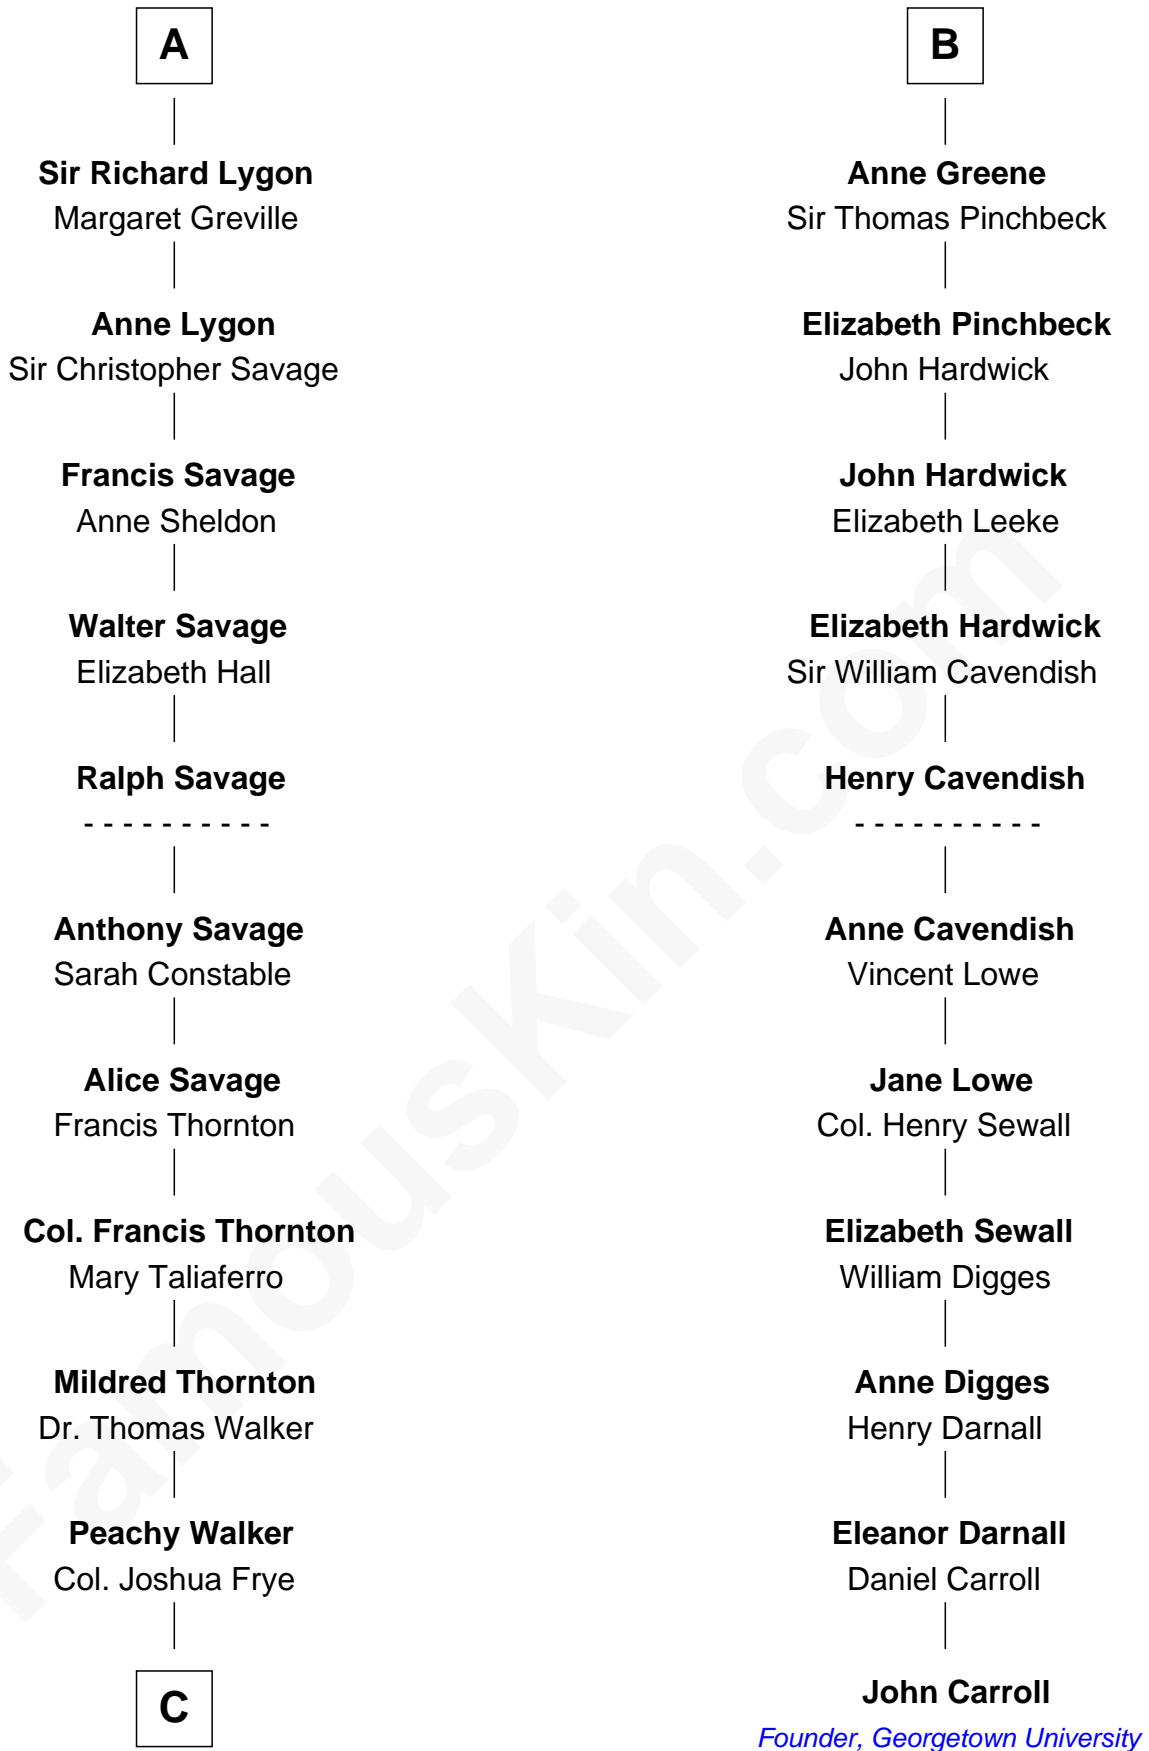 A
Sir Richard Lygon
Margaret Greville
Anne Lygon
Sir Christopher Savage
Francis Savage
Anne Sheldon
Walter Savage
Elizabeth Hall
Ralph Savage
- - - - - - - - - -
Anthony Savage
Sarah Constable
Alice Savage
Francis Thornton
Col. Francis Thornton
Mary Taliaferro
Mildred Thornton
Dr. Thomas Walker
Peachy Walker
Col. Joshua Frye
C
B
Anne Greene
Sir Thomas Pinchbeck
Elizabeth Pinchbeck
John Hardwick
John Hardwick
Elizabeth Leeke
Elizabeth Hardwick
Sir William Cavendish
Henry Cavendish
- - - - - - - - - -
Anne Cavendish
Vincent Lowe
Jane Lowe
Col. Henry Sewall
Elizabeth Sewall
William Digges
Anne Digges
Henry Darnall
Eleanor Darnall
Daniel Carroll
John Carroll
Founder, Georgetown University
FamousKin.com